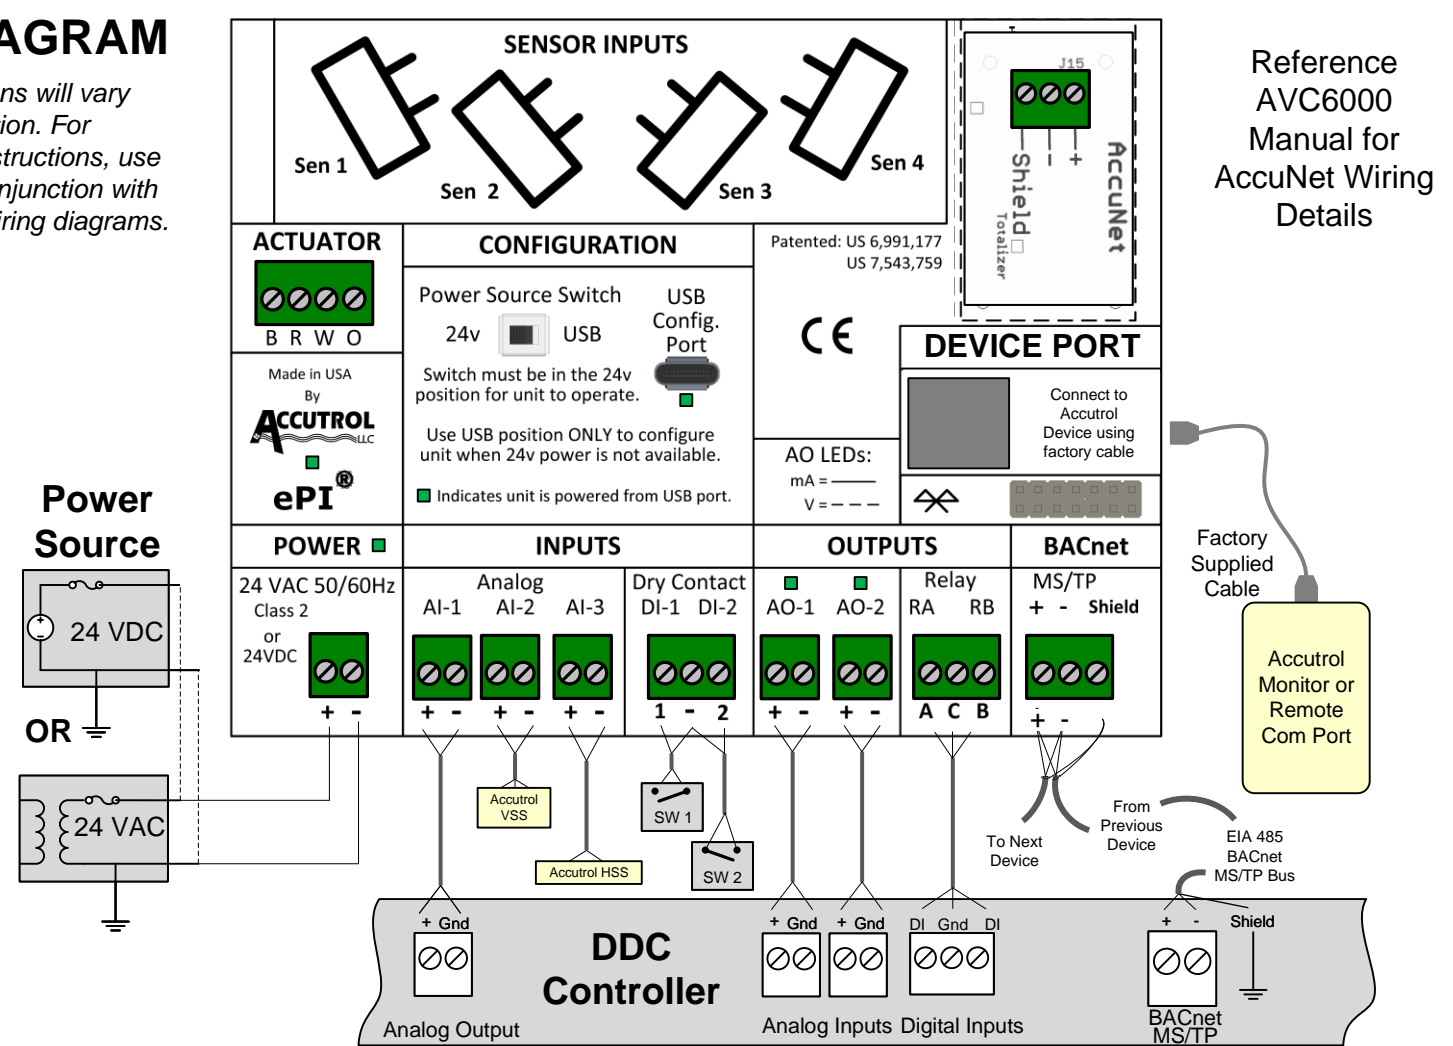 AGRAM
ns will vary
tion. For
structions, use
onjunction with
iring diagrams.
SENSOR INPUTS
Sen 1
Sen 2
Sen 3
Sen 4
J15
Shield
-
+
Totalizer
AccuNet
Reference
AVC6000
Manual for
AccuNet Wiring
Details
ACTUATOR
B R W O
CONFIGURATION
Power Source Switch
24v
USB
USB
Config.
Port
Switch must be in the 24v
position for unit to operate.
Use USB position ONLY to configure
unit when 24v power is not available.
Indicates unit is powered from USB port.
Patented: US 6,991,177
US 7,543,759
CE
Made in USA
By
ACCUTROL
LLC
ePI®
DEVICE PORT
Connect to
Accutrol
Device using
factory cable
AO LEDs:
mA =
V =
Power
Source
24 VDC
OR
24 VAC
POWER
24 VAC 50/60Hz
Class 2
or
24VDC
+ -
INPUTS
Analog
AI-1 AI-2 AI-3
+ - + - + -
Dry Contact
DI-1 DI-2
1 - 2
OUTPUTS
AO-1 AO-2
+ - + -
Relay
RA RB
A C B
BACnet
MS/TP
+ - Shield
+ -
Factory
Supplied
Cable
Accutrol
Monitor or
Remote
Com Port
Accutrol
VSS
Accutrol HSS
SW 1
SW 2
To Next
Device
From
Previous
Device
EIA 485
BACnet
MS/TP Bus
+ Gnd
Analog Output
DDC
Controller
+ Gnd + Gnd
Analog Inputs
DI Gnd DI
Digital Inputs
+ - Shield
BACnet
MS/TP